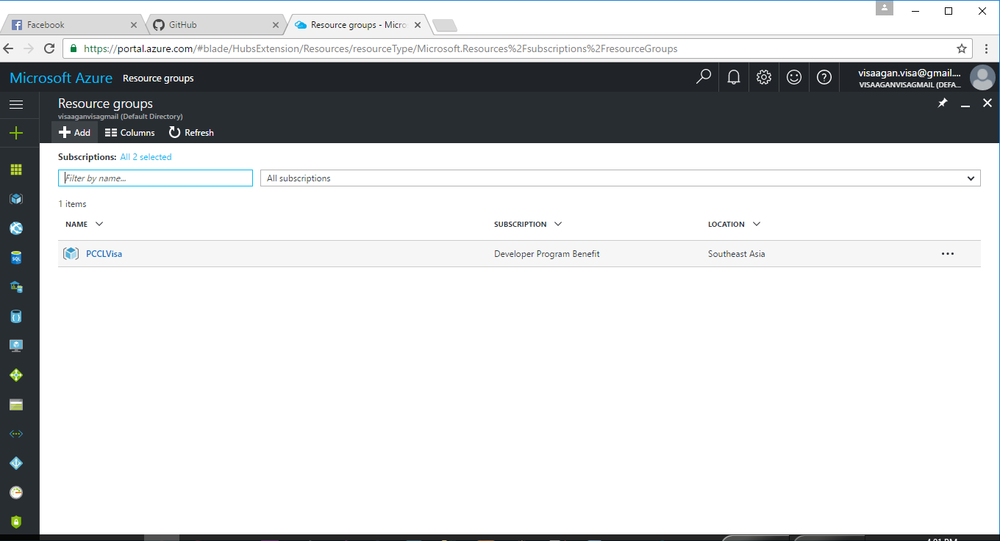 Facebook
GitHub
Resource groups - Micro
https://portal.azure.com/#blade/HubsExtension/Resources/resourceType/Microsoft.Resources%2Fsubscriptions%2FresourceGroups
Microsoft Azure Resource groups
visaagan.visa@gmail....
VISAAGANVISAGMAIL (DEFA...
Resource groups
visaaganvisagmail (Default Directory)
Add Columns Refresh
Subscriptions: All 2 selected
Filter by name... All subscriptions
1 items
NAME SUBSCRIPTION LOCATION
PCCLVisa Developer Program Benefit Southeast Asia
SQL